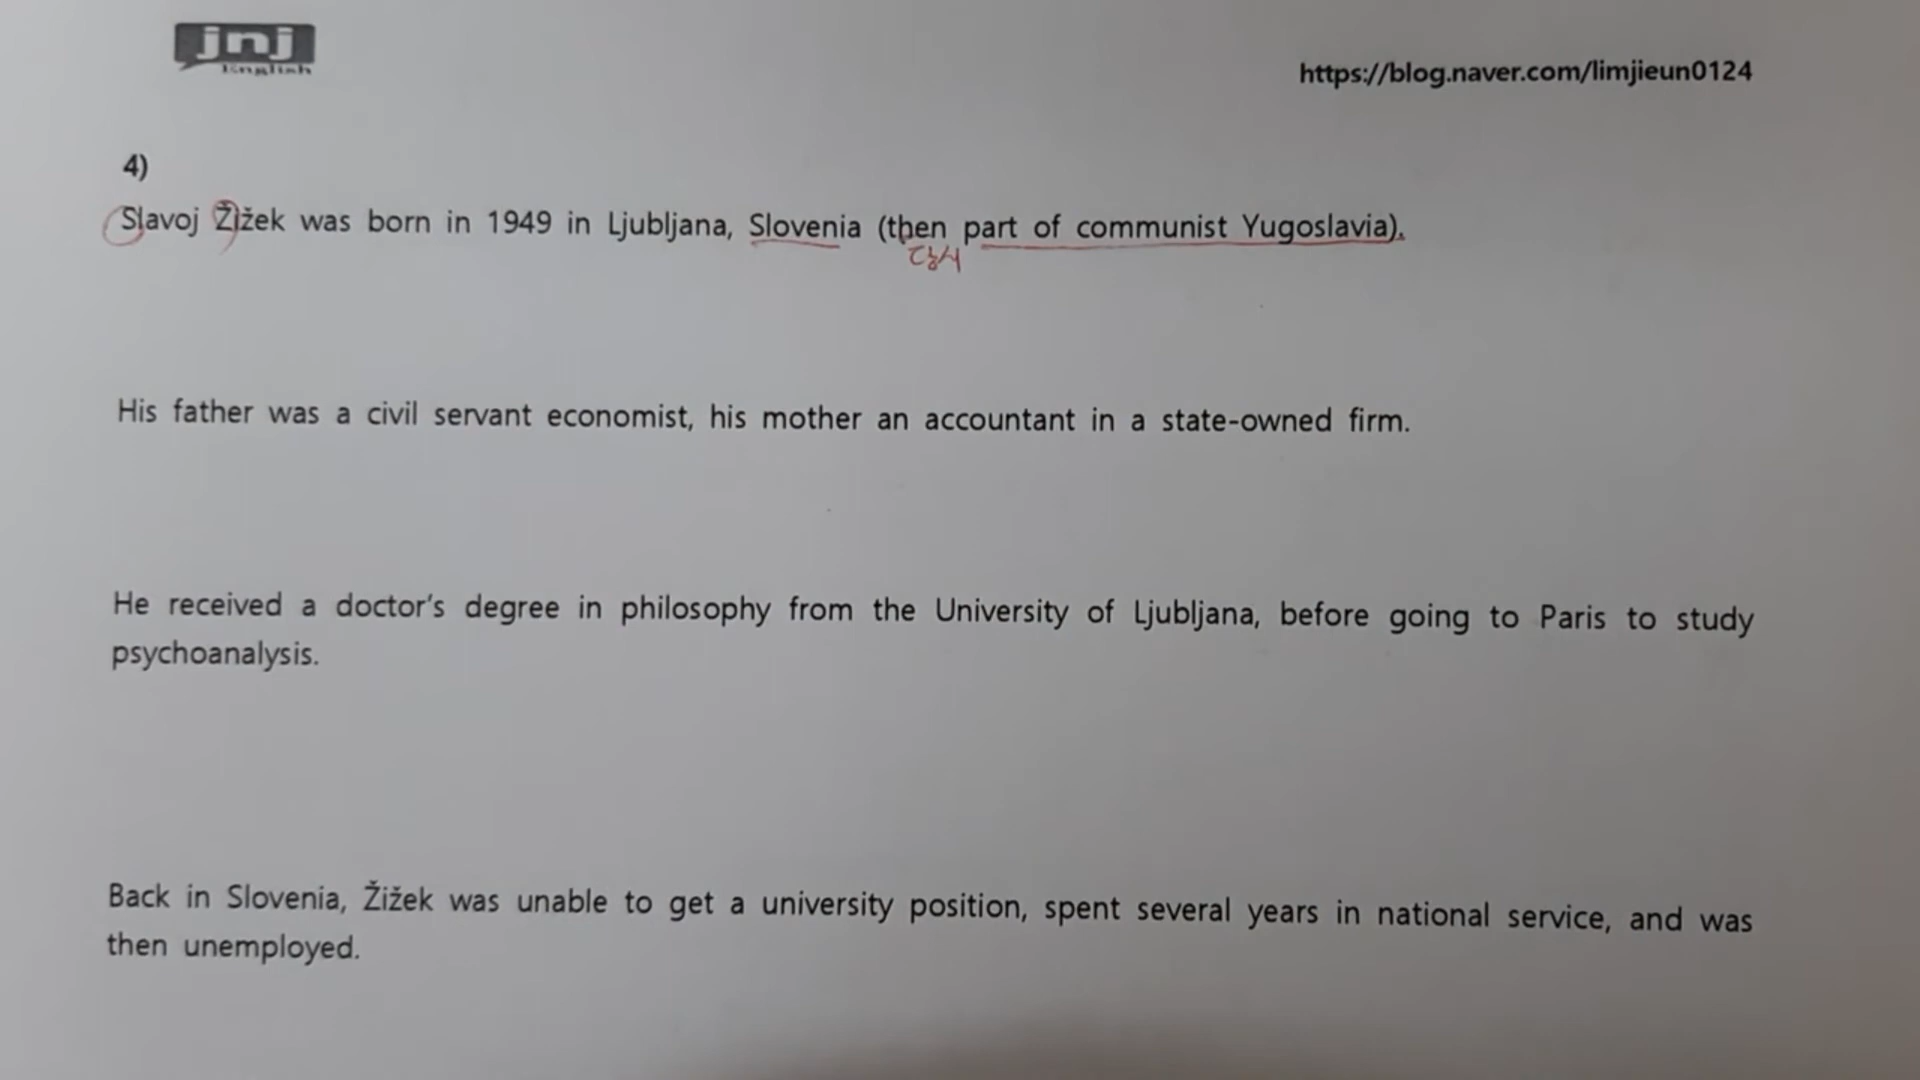 jnj
English
https://blog.naver.com/limjieun0124
4)
Slavoj Žižek was born in 1949 in Ljubljana, Slovenia (then part of communist Yugoslavia).
당시
His father was a civil servant economist, his mother an accountant in a state-owned firm.
He received a doctor's degree in philosophy from the University of Ljubljana, before going to Paris to study
psychoanalysis.
Back in Slovenia, Žižek was unable to get a university position, spent several years in national service, and was
then unemployed.